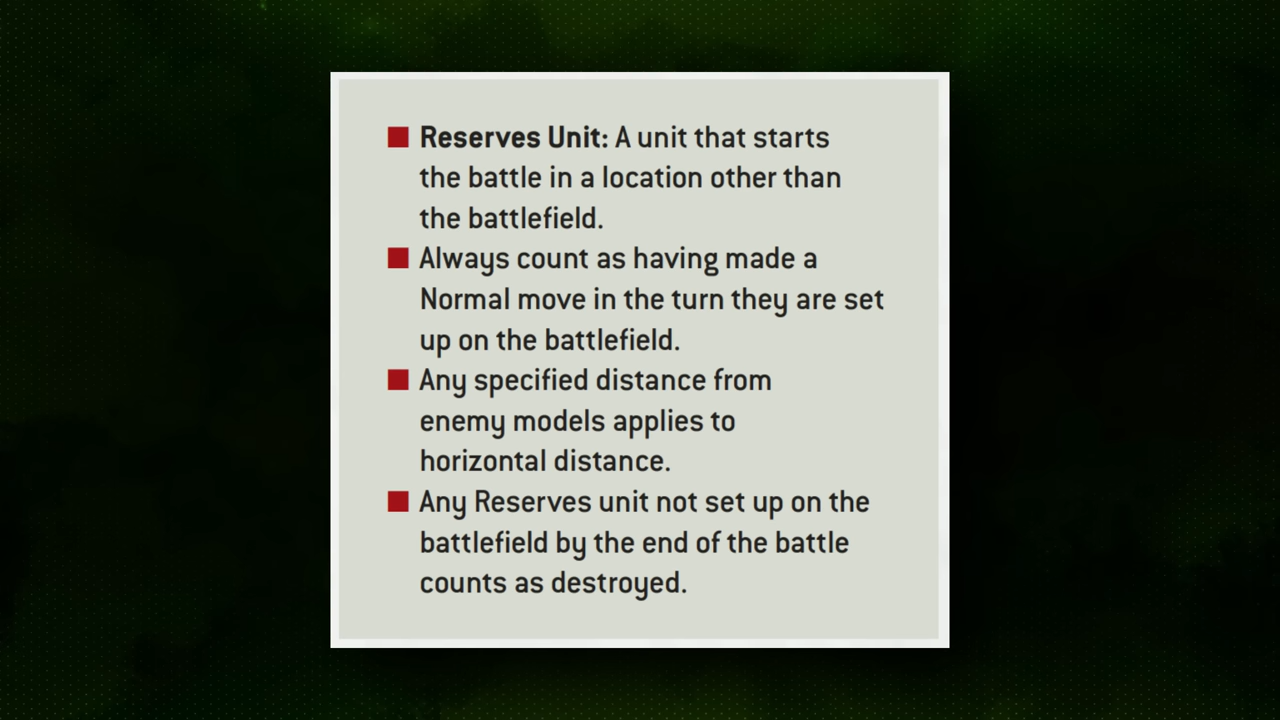 ■ Reserves Unit: A unit that starts
the battle in a location other than
the battlefield.
■ Always count as having made a
Normal move in the turn they are set
up on the battlefield.
■ Any specified distance from
enemy models applies to
horizontal distance.
■ Any Reserves unit not set up on the
battlefield by the end of the battle
counts as destroyed.